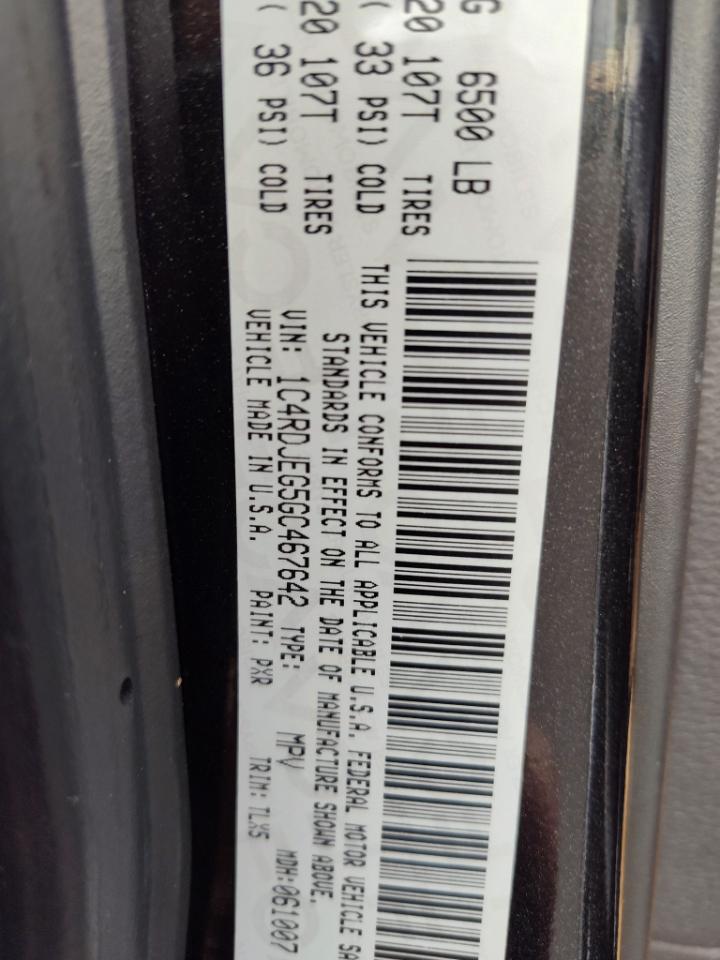 G 6500 LB
20 107T TIRES
( 33 PSI) COLD
20 107T TIRES
( 36 PSI) COLD
THIS VEHICLE CONFORMS TO ALL APPLICABLE U.S.A. FEDERAL MOTOR VEHICLE SA
STANDARDS IN EFFECT ON THE DATE OF MANUFACTURE SHOWN ABOVE.
VIN: 1C4RDJEG5GC467642 TYPE: MPV MDH:061007
VEHICLE MADE IN U.S.A. PAINT: PXR TRIM: TLX5